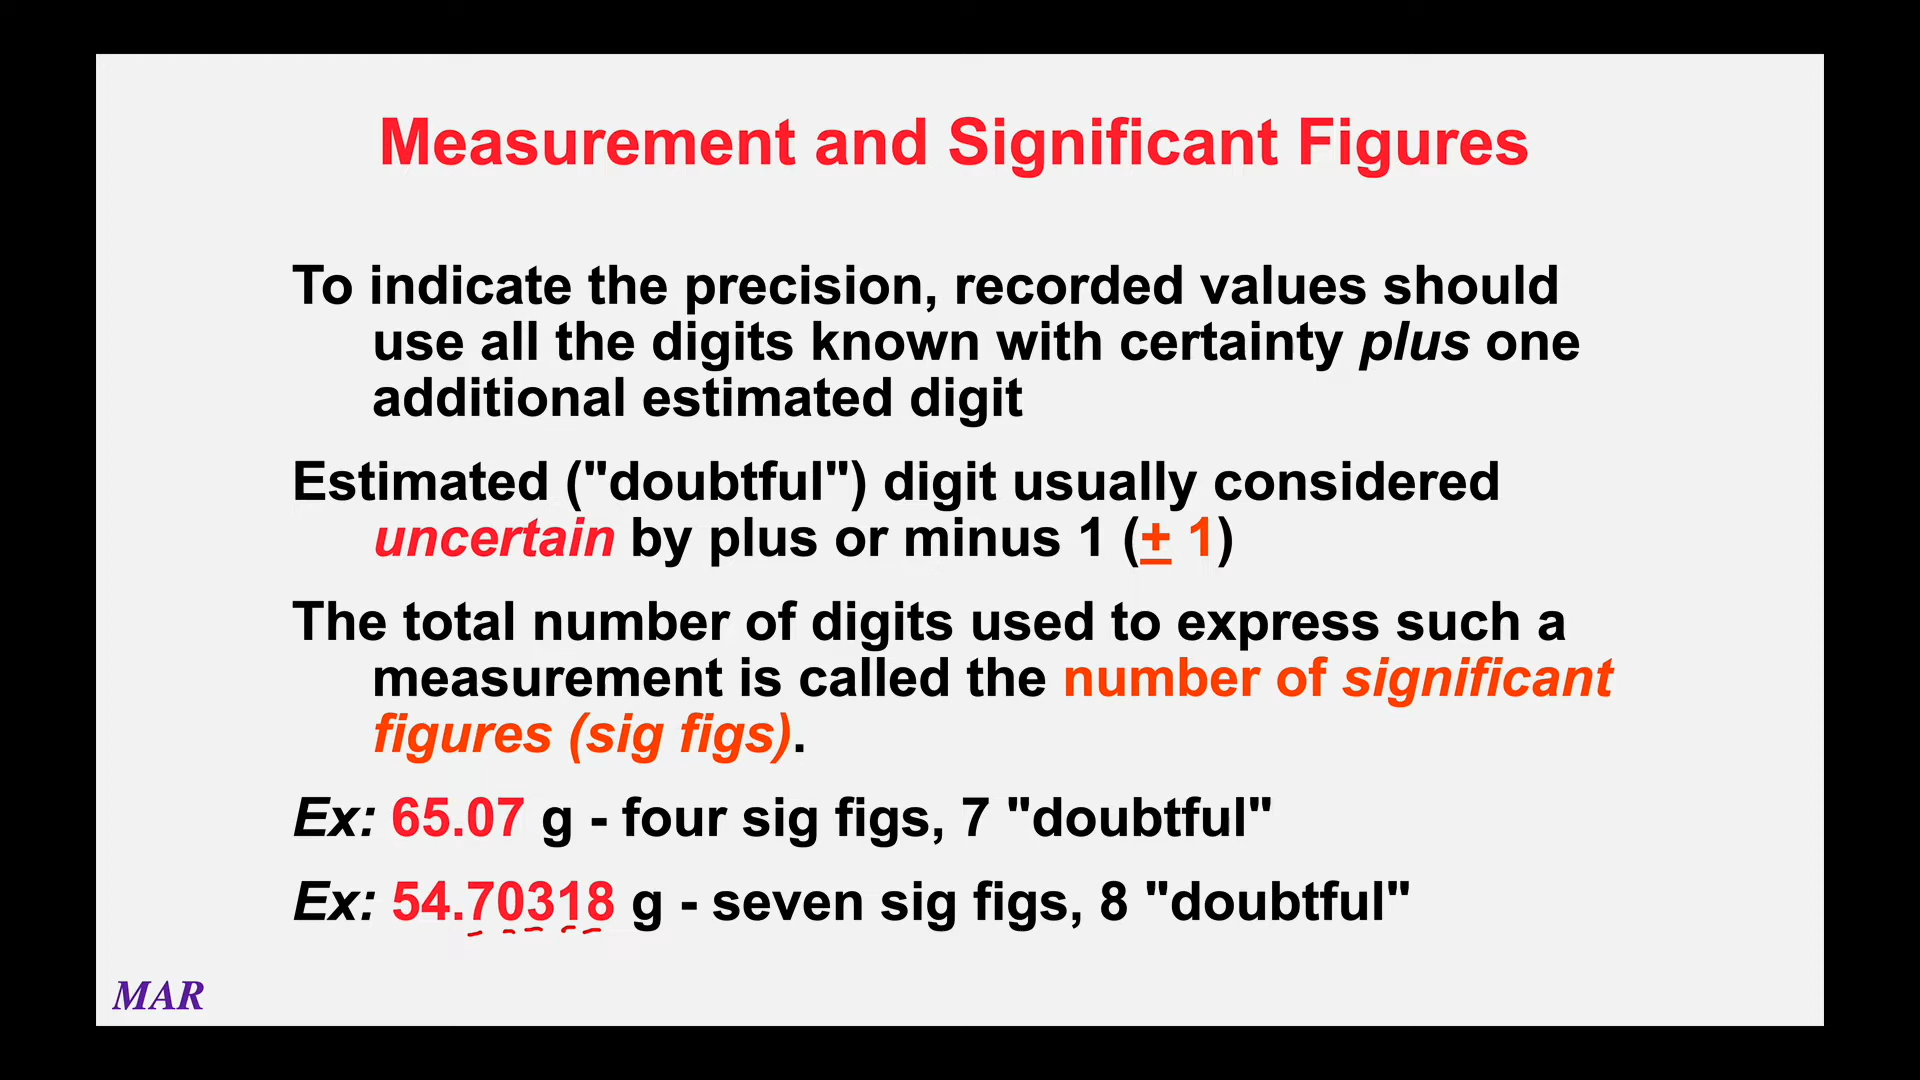 Measurement and Significant Figures
To indicate the precision, recorded values should
use all the digits known with certainty plus one
additional estimated digit
Estimated ("doubtful") digit usually considered
uncertain by plus or minus 1 (± 1)
The total number of digits used to express such a
measurement is called the number of significant
figures (sig figs).
Ex: 65.07 g - four sig figs, 7 "doubtful"
Ex: 54.70318 g - seven sig figs, 8 "doubtful"
MAR